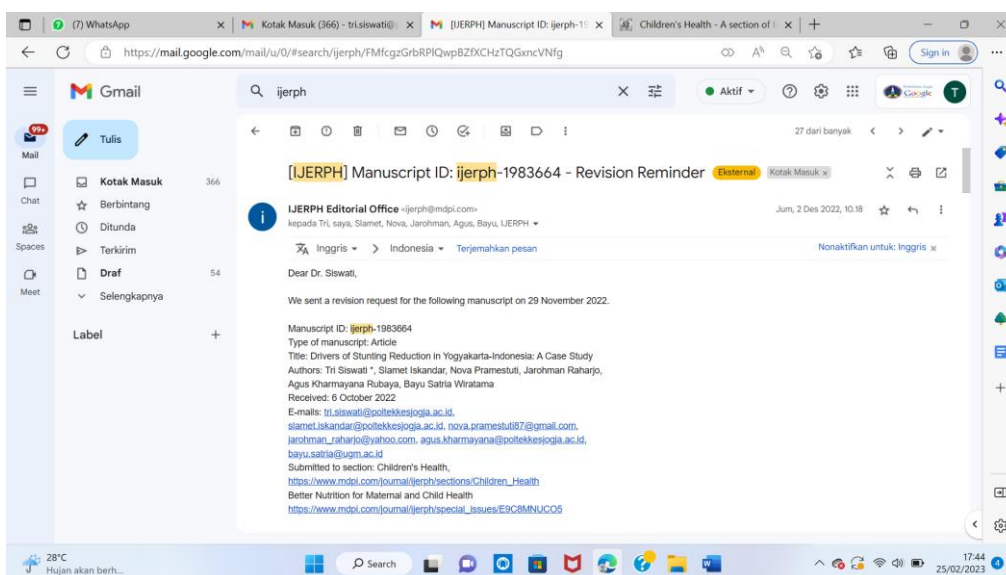 (7) WhatsApp
Kotak Masuk (366) - tri.siswati@
[IJERPH] Manuscript ID: ijerph-19
Children's Health - A section of
https://mail.google.com/mail/u/0/#search/ijerph/FMfcgzGrbRPlQwpBZfXCHzTQGxncVNfg
Sign in
Gmail
ijerph
Aktif
Google
T
99+
Mail
Chat
Spaces
Meet
Tulis
Kotak Masuk 366
Berbintang
Ditunda
Terkirim
Draf 54
Selengkapnya
Label
27 dari banyak
[IJERPH] Manuscript ID: ijerph-1983664 - Revision Reminder Eksternal Kotak Masuk x
i
IJERPH Editorial Office <ijerph@mdpi.com> Jum, 2 Des 2022, 10.18
kepada Tri, saya, Slamet, Nova, Jarohman, Agus, Bayu, IJERPH
Inggris > Indonesia Terjemahkan pesan Nonaktifkan untuk: Inggris x
Dear Dr. Siswati,
We sent a revision request for the following manuscript on 29 November 2022.
Manuscript ID: ijerph-1983664
Type of manuscript: Article
Title: Drivers of Stunting Reduction in Yogyakarta-Indonesia: A Case Study
Authors: Tri Siswati *, Slamet Iskandar, Nova Pramestuti, Jarohman Raharjo,
Agus Kharmayana Rubaya, Bayu Satria Wiratama
Received: 6 October 2022
E-mails: tri.siswati@poltekkesjogja.ac.id,
slamet.iskandar@poltekkesjogja.ac.id, nova.pramestuti87@gmail.com,
jarohman_raharjo@yahoo.com, agus.kharmayana@poltekkesjogja.ac.id,
bayu.satria@ugm.ac.id
Submitted to section: Children's Health,
https://www.mdpi.com/journal/ijerph/sections/Children_Health
Better Nutrition for Maternal and Child Health
https://www.mdpi.com/journal/ijerph/special_issues/E9C8MNUCO5
28°C
Hujan akan berh...
Search
17:44
25/02/2023